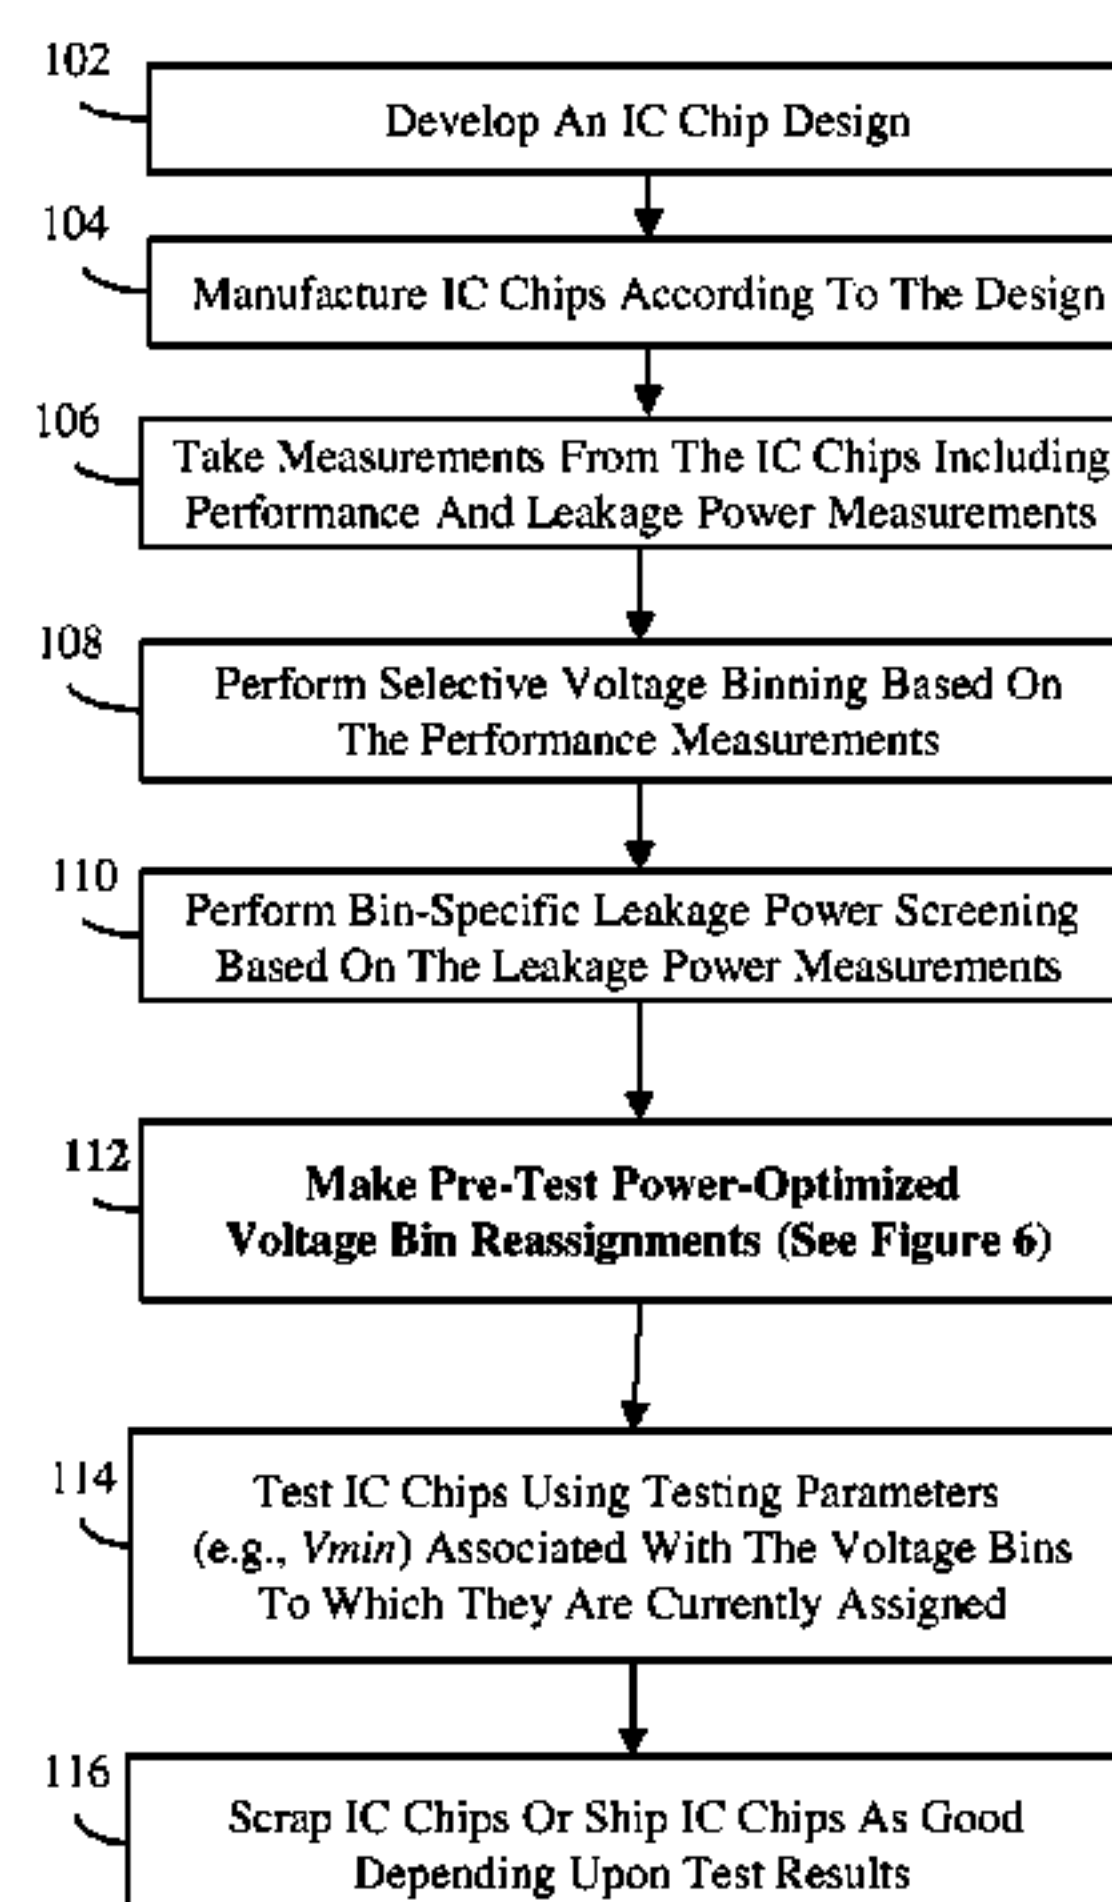 102
Develop An IC Chip Design
104
Manufacture IC Chips According To The Design
106
Take Measurements From The IC Chips Including
Performance And Leakage Power Measurements
108
Perform Selective Voltage Binning Based On
The Performance Measurements
110
Perform Bin-Specific Leakage Power Screening
Based On The Leakage Power Measurements
112
Make Pre-Test Power-Optimized
Voltage Bin Reassignments (See Figure 6)
114
Test IC Chips Using Testing Parameters
(e.g., Vmin) Associated With The Voltage Bins
To Which They Are Currently Assigned
116
Scrap IC Chips Or Ship IC Chips As Good
Depending Upon Test Results